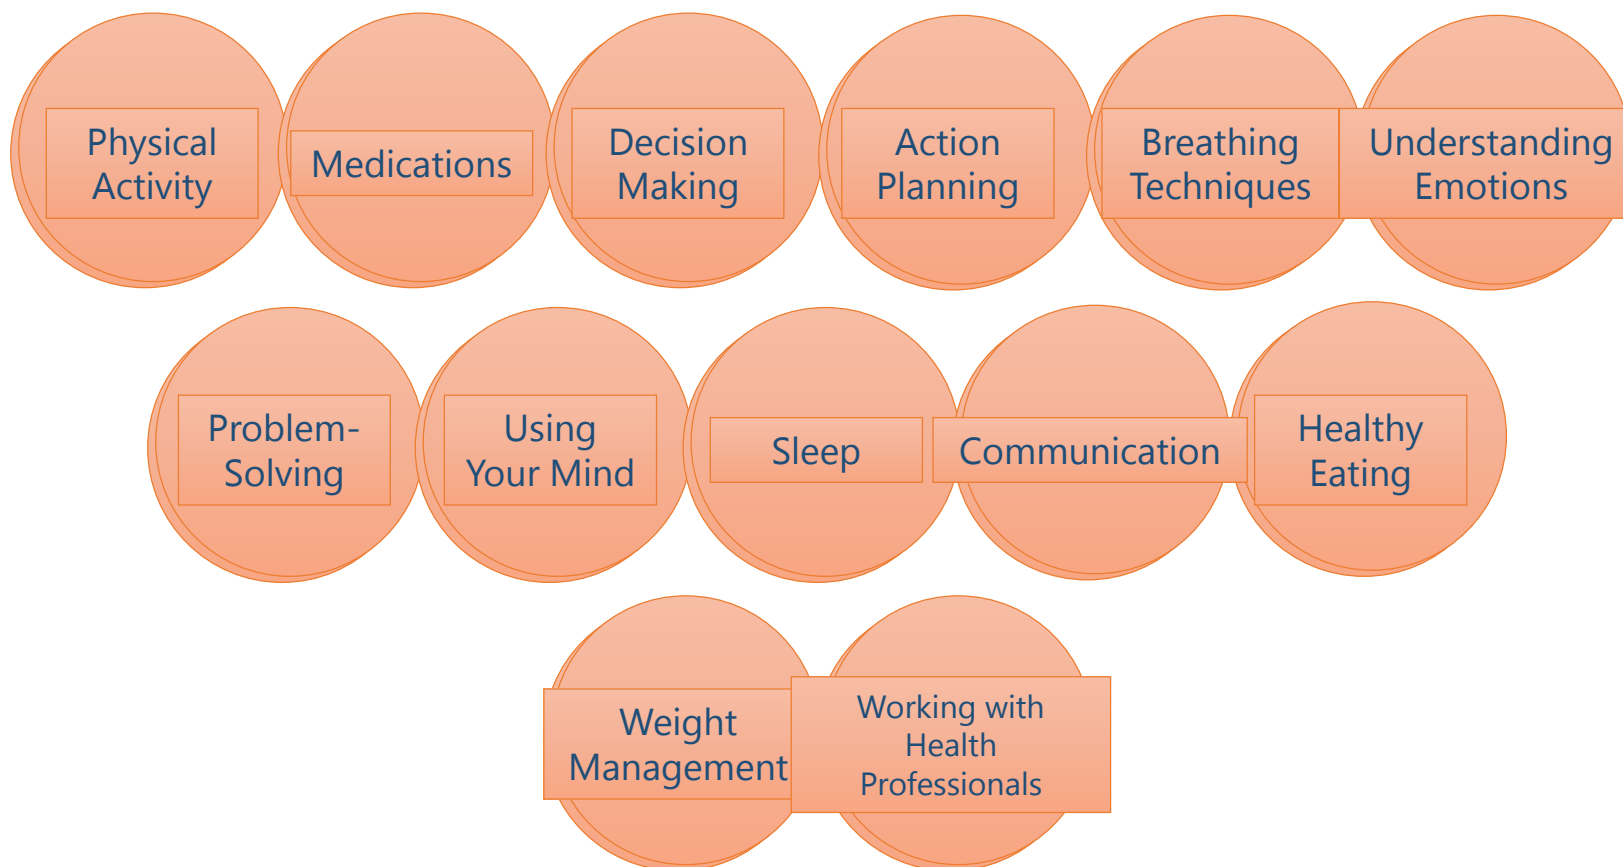 Physical
Activity
Medications
Decision
Making
Action
Planning
Breathing
Techniques
Understanding
Emotions
Problem-
Solving
Using
Your Mind
Sleep
Communication
Healthy
Eating
Weight
Management
Working with
Health
Professionals